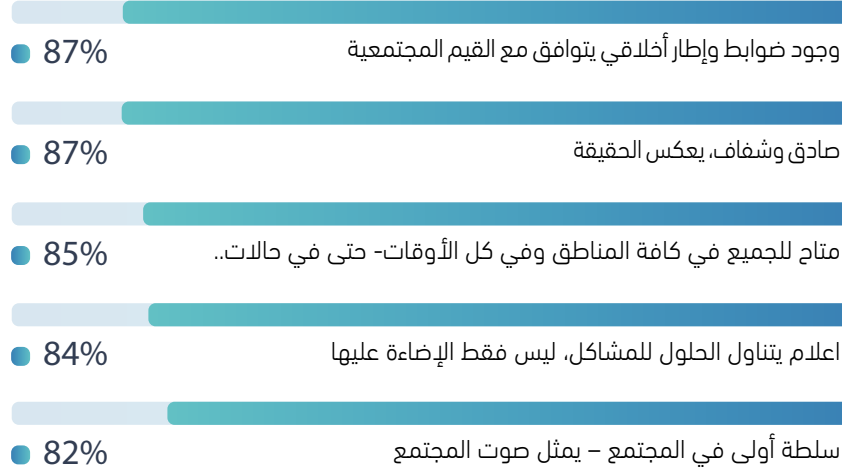 وجود ضوابط وإطار أخلاقي يتوافق مع القيم المجتمعية 87%
صادق وشفاف، يعكس الحقيقة 87%
متاح للجميع في كافة المناطق وفي كل الأوقات- حتى في حالات.. 85%
اعلام يتناول الحلول للمشاكل، ليس فقط الإضاءة عليها 84%
سلطة أولى في المجتمع – يمثل صوت المجتمع 82%